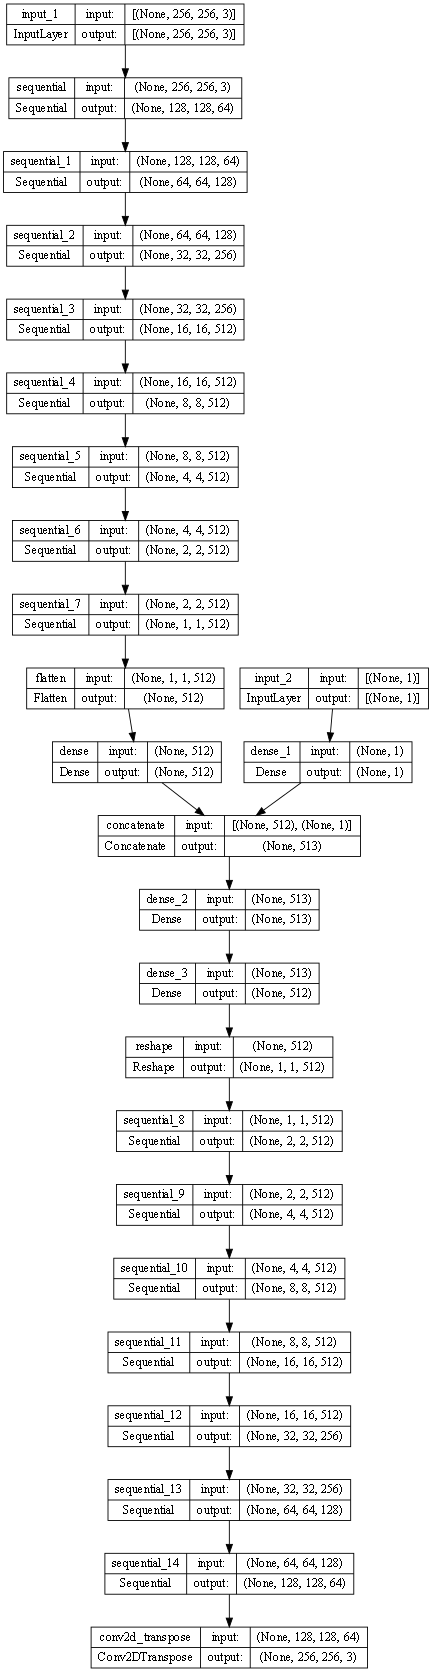 input_1 input: [(None, 256, 256, 3)]
InputLayer output: [(None, 256, 256, 3)]
sequential input: (None, 256, 256, 3)
Sequential output: (None, 128, 128, 64)
sequential_1 input: (None, 128, 128, 64)
Sequential output: (None, 64, 64, 128)
sequential_2 input: (None, 64, 64, 128)
Sequential output: (None, 32, 32, 256)
sequential_3 input: (None, 32, 32, 256)
Sequential output: (None, 16, 16, 512)
sequential_4 input: (None, 16, 16, 512)
Sequential output: (None, 8, 8, 512)
sequential_5 input: (None, 8, 8, 512)
Sequential output: (None, 4, 4, 512)
sequential_6 input: (None, 4, 4, 512)
Sequential output: (None, 2, 2, 512)
sequential_7 input: (None, 2, 2, 512)
Sequential output: (None, 1, 1, 512)
flatten input: (None, 1, 1, 512)
Flatten output: (None, 512)
input_2 input: [(None, 1)]
InputLayer output: [(None, 1)]
dense input: (None, 512)
Dense output: (None, 512)
dense_1 input: (None, 1)
Dense output: (None, 1)
concatenate input: [(None, 512), (None, 1)]
Concatenate output: (None, 513)
dense_2 input: (None, 513)
Dense output: (None, 513)
dense_3 input: (None, 513)
Dense output: (None, 512)
reshape input: (None, 512)
Reshape output: (None, 1, 1, 512)
sequential_8 input: (None, 1, 1, 512)
Sequential output: (None, 2, 2, 512)
sequential_9 input: (None, 2, 2, 512)
Sequential output: (None, 4, 4, 512)
sequential_10 input: (None, 4, 4, 512)
Sequential output: (None, 8, 8, 512)
sequential_11 input: (None, 8, 8, 512)
Sequential output: (None, 16, 16, 512)
sequential_12 input: (None, 16, 16, 512)
Sequential output: (None, 32, 32, 256)
sequential_13 input: (None, 32, 32, 256)
Sequential output: (None, 64, 64, 128)
sequential_14 input: (None, 64, 64, 128)
Sequential output: (None, 128, 128, 64)
conv2d_transpose input: (None, 128, 128, 64)
Conv2DTranspose output: (None, 256, 256, 3)